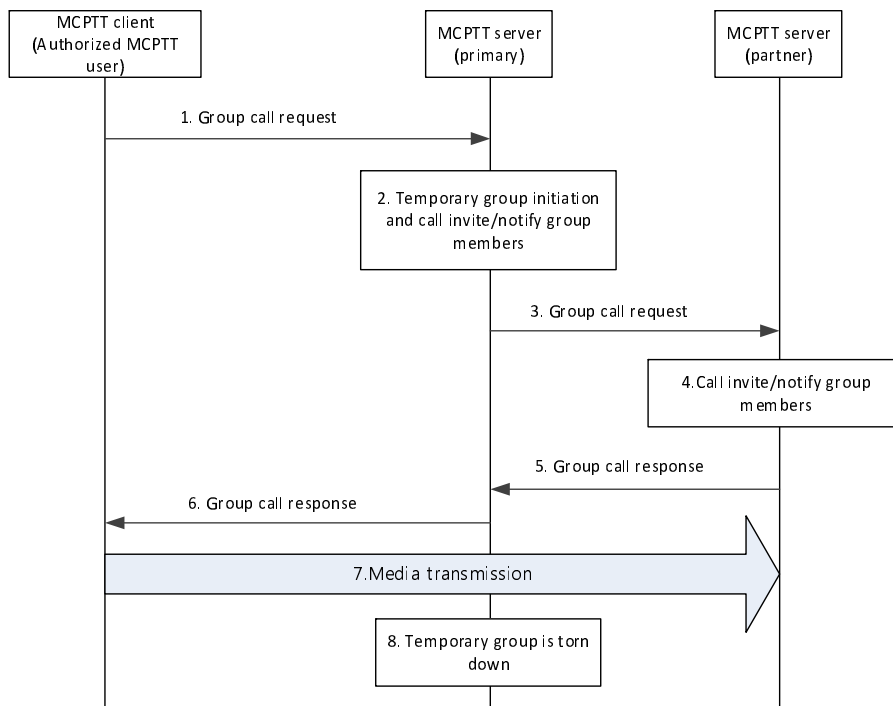 MCPTT client
(Authorized MCPTT
user)
MCPTT server
(primary)
MCPTT server
(partner)
1. Group call request
2. Temporary group initiation
and call invite/notify group
members
3. Group call request
4.Call invite/notify group
members
5. Group call response
6. Group call response
7.Media transmission
8. Temporary group is torn
down